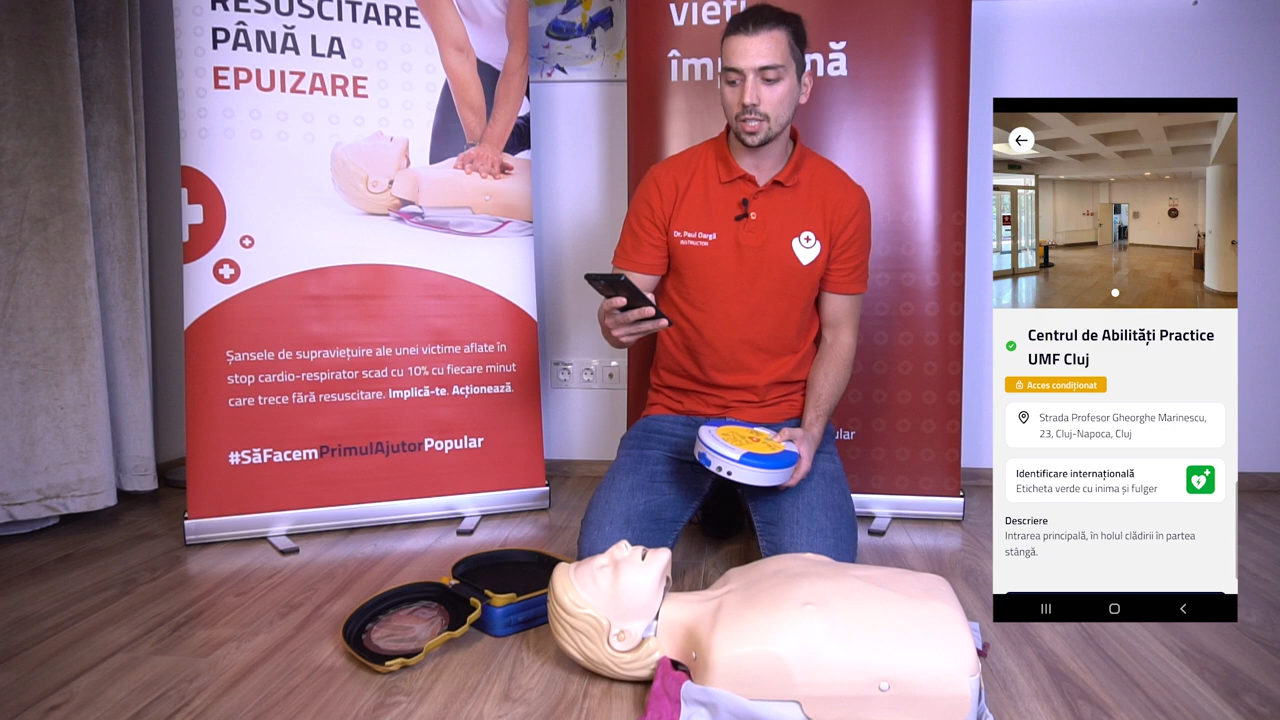 RESUSCITARE
PÂNĂ LA
EPUIZARE
Șansele de supraviețuire ale unei victime aflate în
stop cardio-respirator scad cu 10% cu fiecare minut
care trece fără resuscitare. Implică-te. Acționează.
#SăFacemPrimulAjutorPopular
vieți
Dr. Paul Dargă
INSTRUCTOR
Centrul de Abilități Practice
UMF Cluj
Acces condiționat
Strada Profesor Gheorghe Marinescu,
23, Cluj-Napoca, Cluj
Identificare internațională
Eticheta verde cu inima și fulger
Descriere
Intrarea principală, în holul clădirii în partea
stângă.